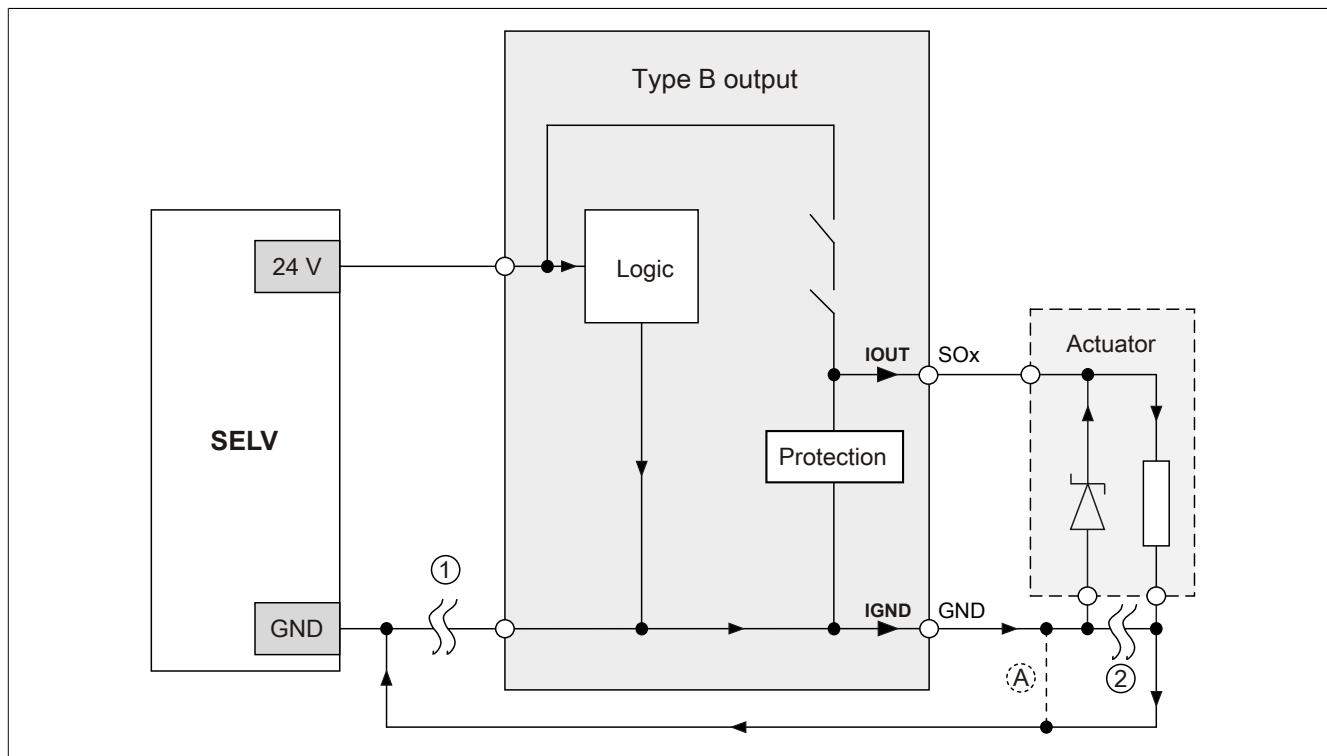 Type B output
24 V
Logic
IOUT
SOx
Actuator
SELV
Protection
1
GND
IGND
GND
A
2